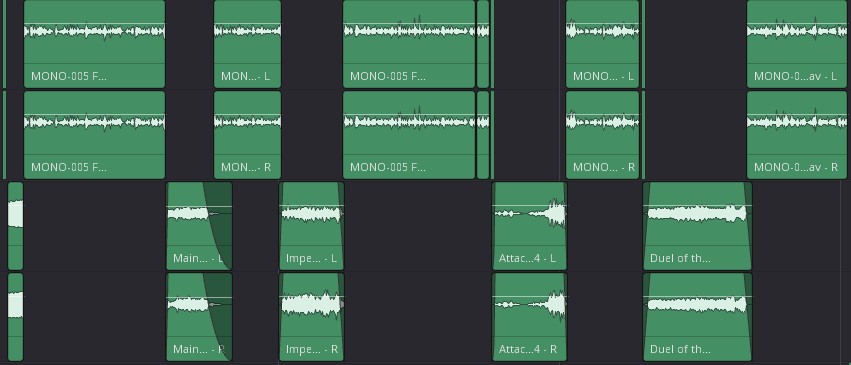 MONO-005 F...
MON...- L
MONO-005 F...
MONO... - L
MONO-0...av - L
MONO-005 F...
MON...- R
MONO-005 F...
MONO... - R
MONO-0...av - R
Main... - L
Impe... - L
Attac...4 - L
Duel of th...
Main... - R
Impe... - R
Attac...4 - R
Duel of th...